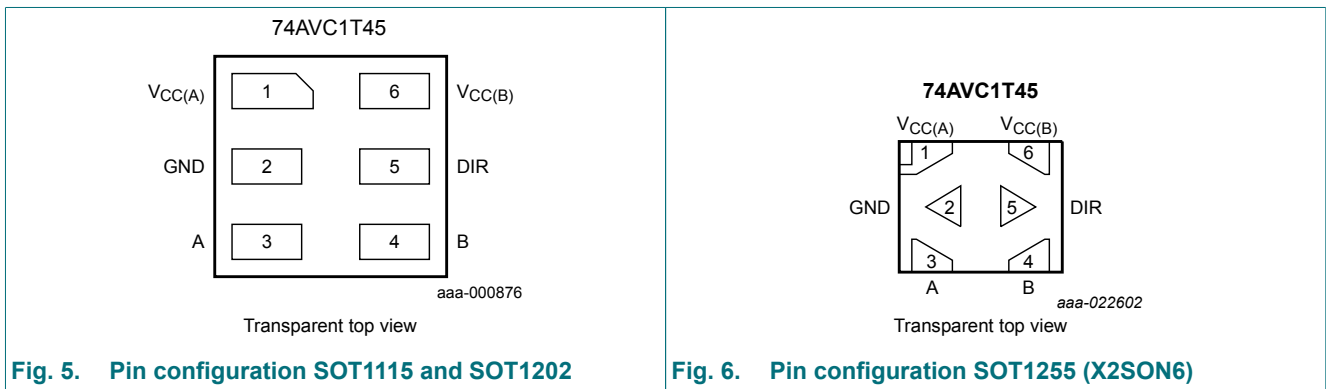 74AVC1T45
VCC(A) 1 6 VCC(B)
GND 2 5 DIR
A 3 4 B
aaa-000876
Transparent top view
Fig. 5. Pin configuration SOT1115 and SOT1202
74AVC1T45
VCC(A) VCC(B)
1 6
GND 2 5 DIR
3 4
A B
aaa-022602
Transparent top view
Fig. 6. Pin configuration SOT1255 (X2SON6)